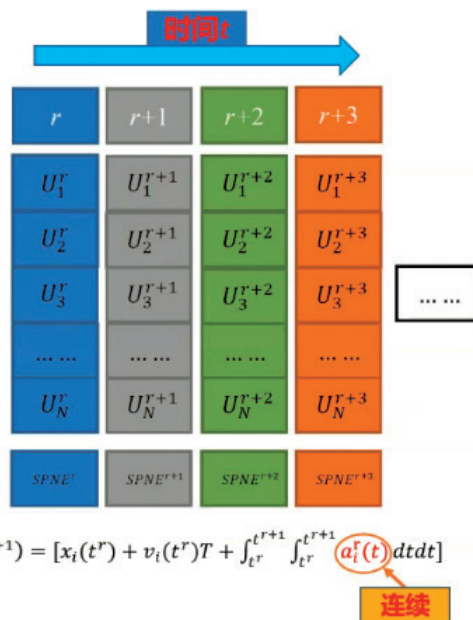 时间t
r r+1 r+2 r+3
U_1^r U_1^{r+1} U_1^{r+2} U_1^{r+3}
U_2^r U_2^{r+1} U_2^{r+2} U_2^{r+3}
U_3^r U_3^{r+1} U_3^{r+2} U_3^{r+3} ... ...
... ... ... ... ... ... ... ...
U_N^r U_N^{r+1} U_N^{r+2} U_N^{r+3}
SPNE^r SPNE^{r+1} SPNE^{r+2} SPNE^{r+3}
^{r+1}) = [x_i(t^r) + v_i(t^r)T + ∫_{t^r}^{t^{r+1}} ∫_{t^r}^{t^{r+1}} a_i^r(t) dtdt]
连续